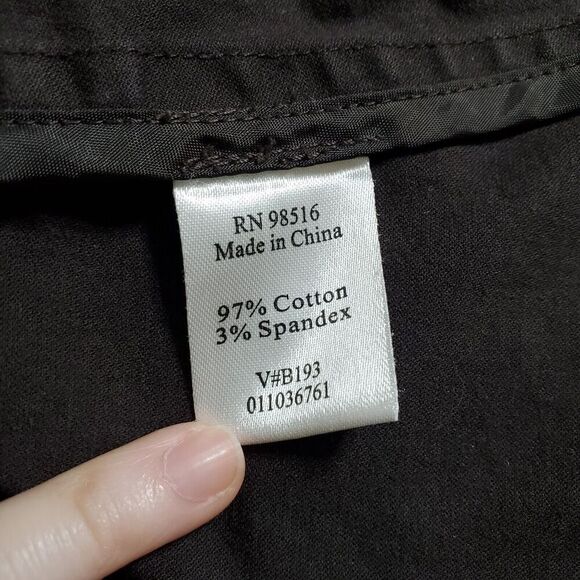 RN 98516
Made in China
97% Cotton
3% Spandex
V#B193
011036761